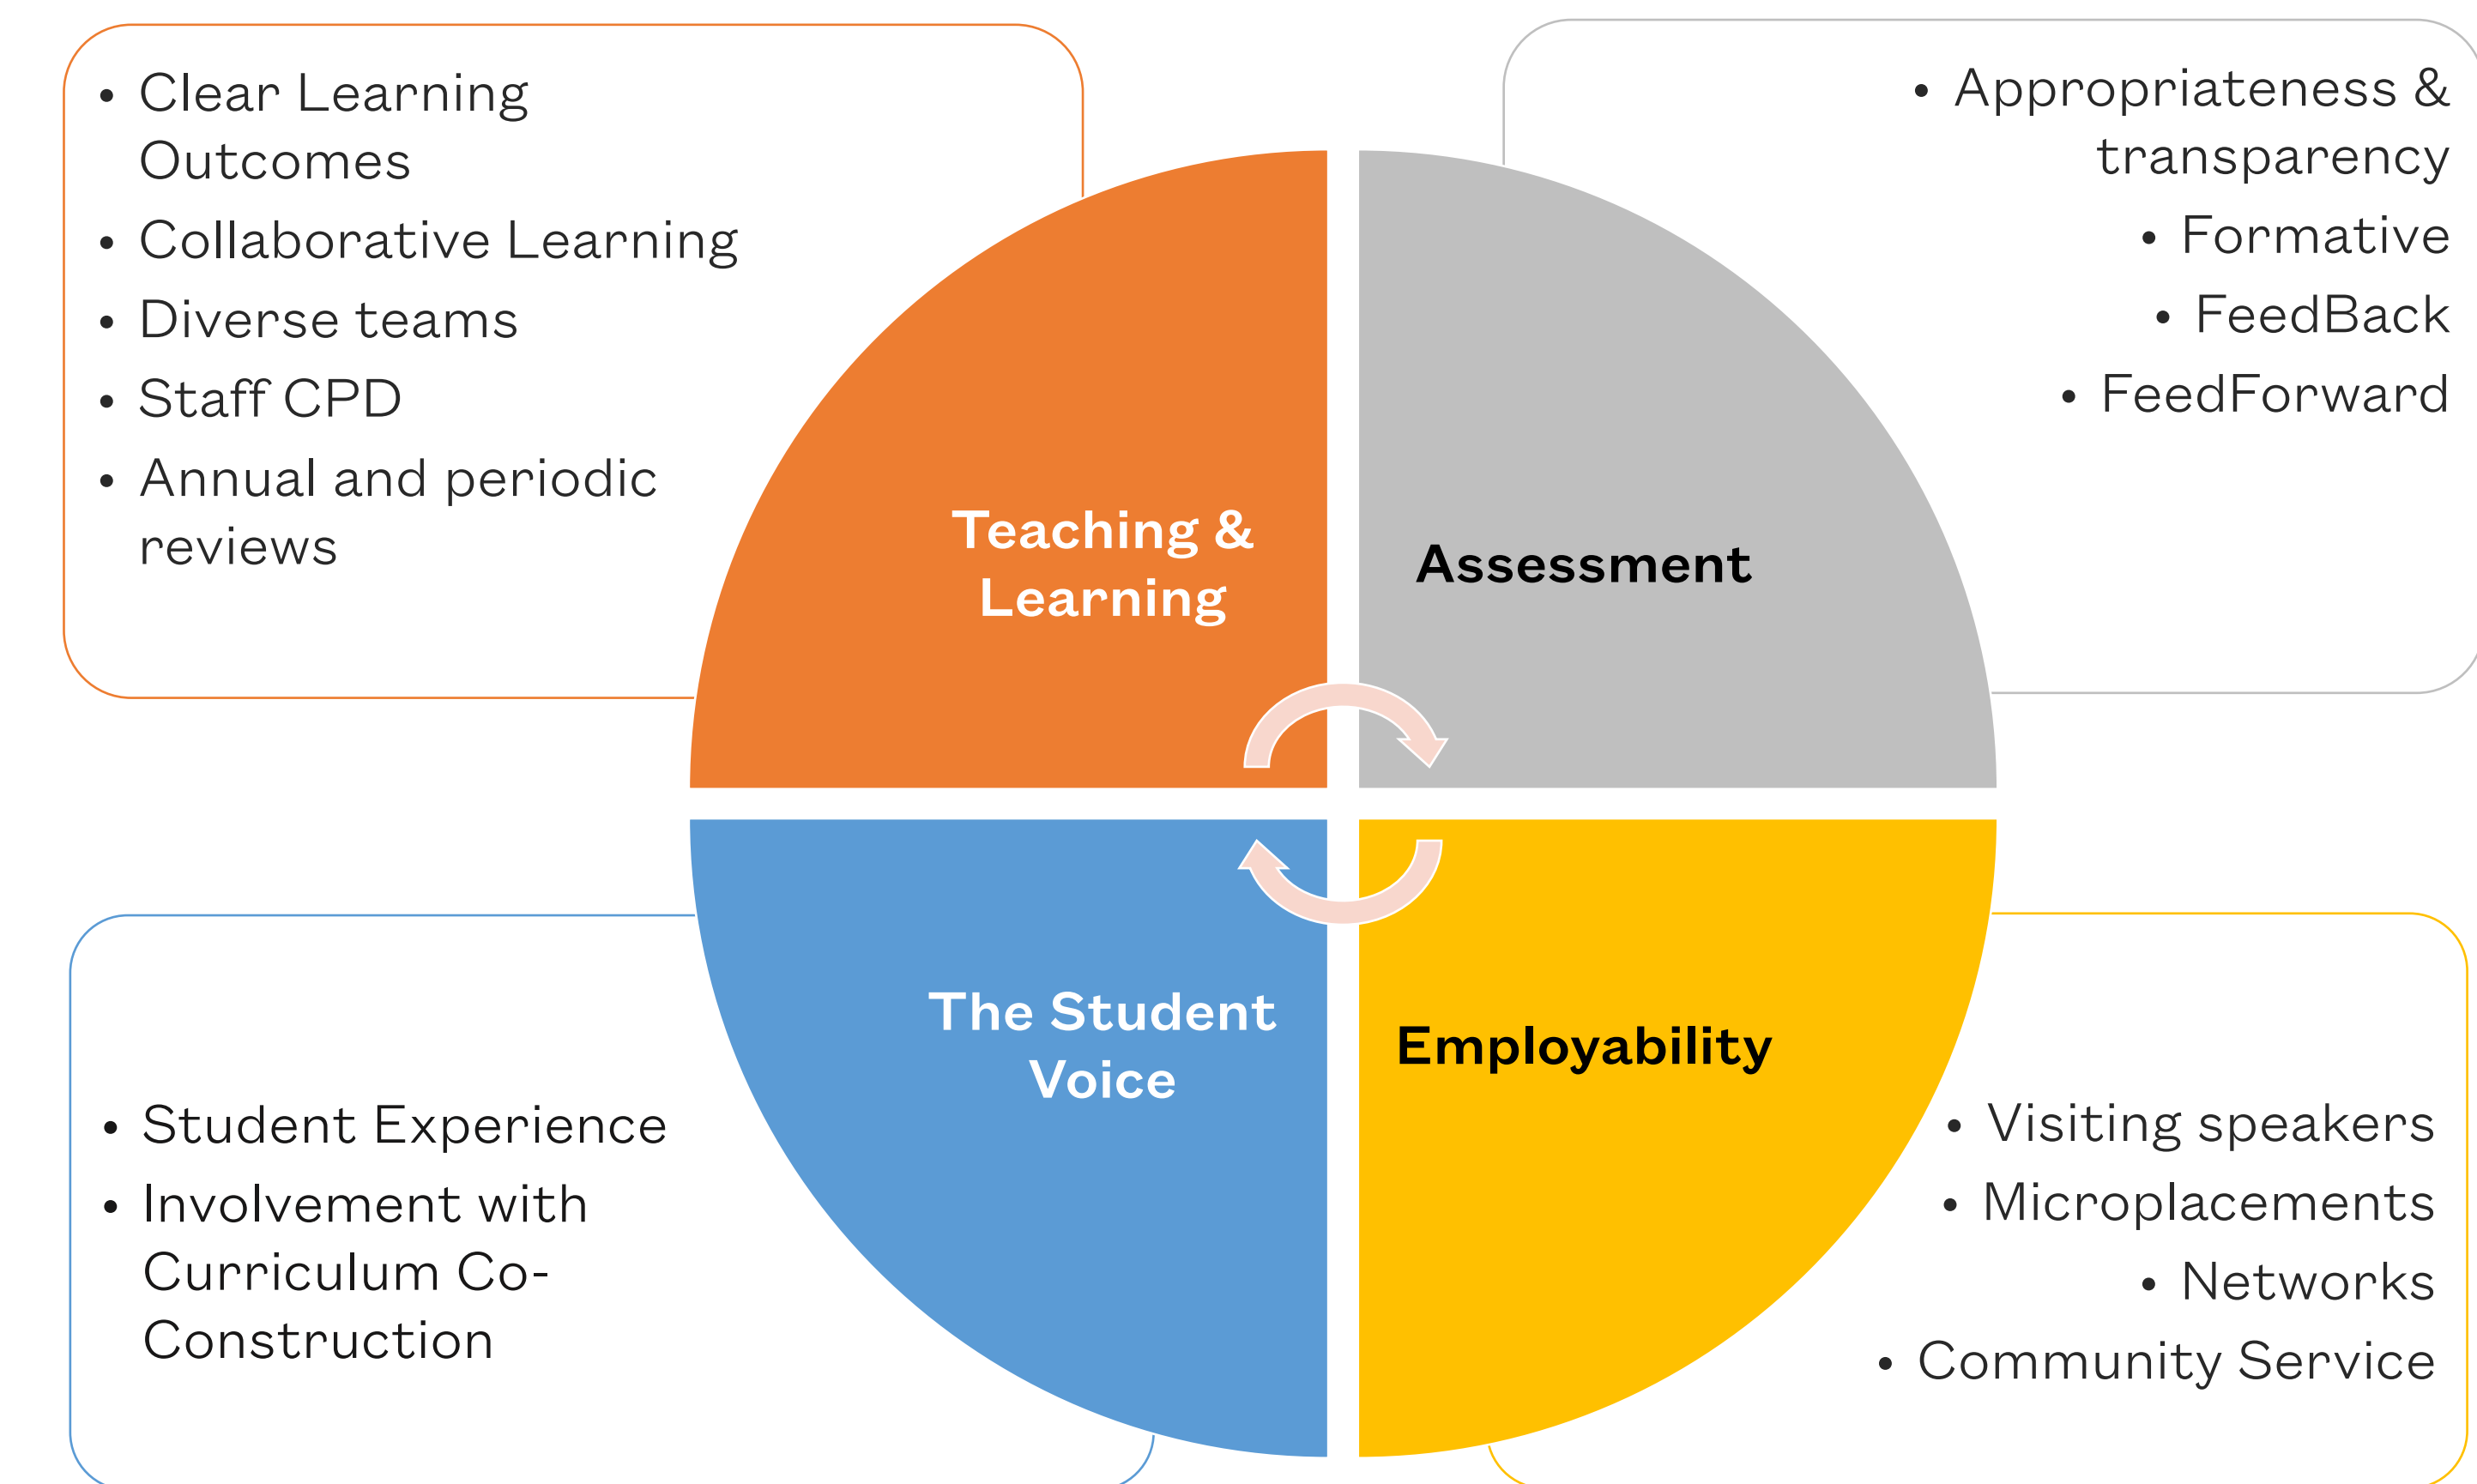 • Clear Learning
Outcomes
• Collaborative Learning
• Diverse teams
• Staff CPD
• Annual and periodic
reviews
• Appropriateness &
transparency
• Formative
• FeedBack
• FeedForward
Teaching &
Learning
Assessment
The Student
Voice
Employability
• Student Experience
• Involvement with
Curriculum Co-
Construction
• Visiting speakers
• Microplacements
• Networks
• Community Service